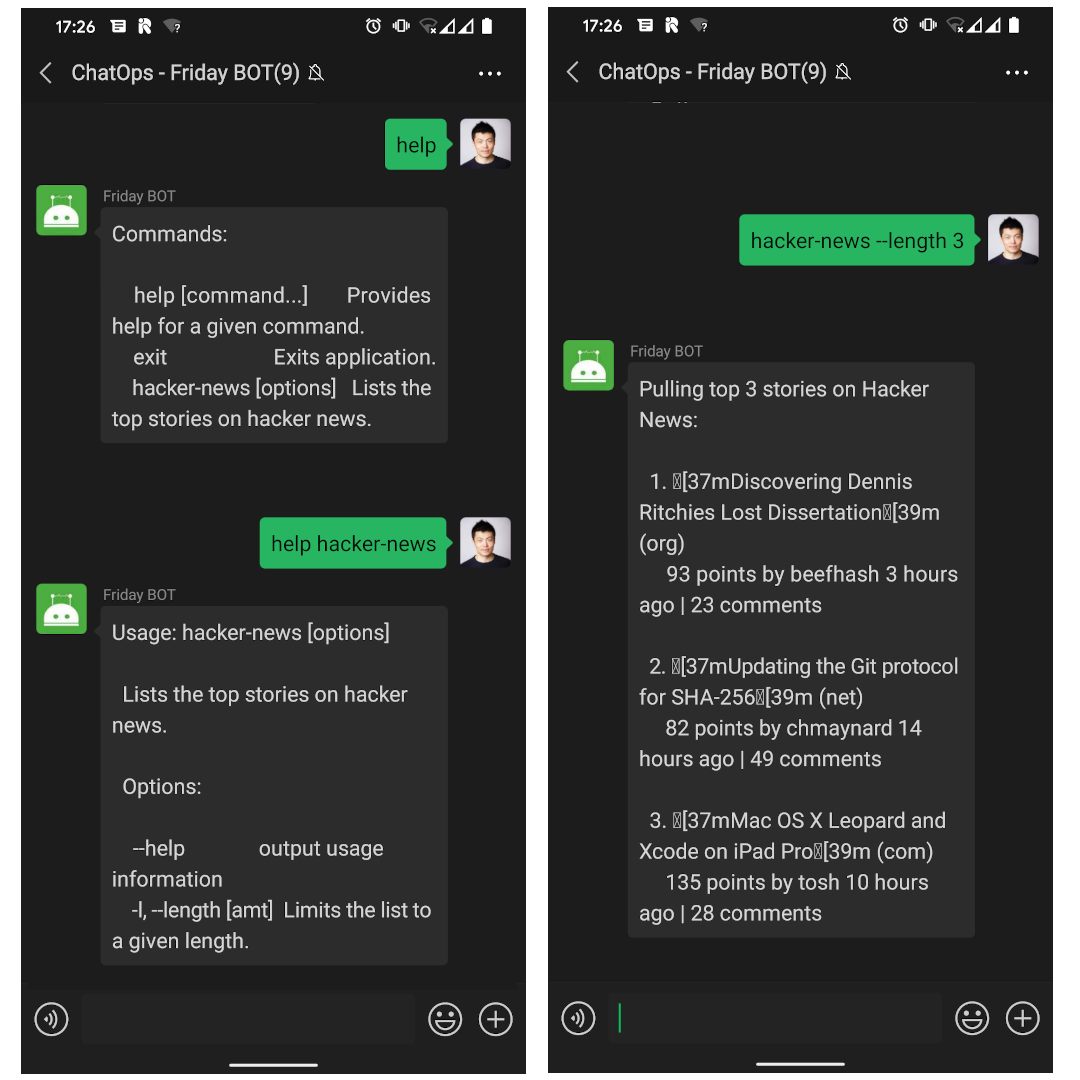 17:26
ChatOps - Friday BOT(9)
help
Friday BOT
Commands:
help [command...] Provides
help for a given command.
exit Exits application.
hacker-news [options] Lists the
top stories on hacker news.
help hacker-news
Friday BOT
Usage: hacker-news [options]
Lists the top stories on hacker
news.
Options:
--help output usage
information
-l, --length [amt] Limits the list to
a given length.
17:26
ChatOps - Friday BOT(9)
hacker-news --length 3
Friday BOT
Pulling top 3 stories on Hacker
News:
1. [37mDiscovering Dennis
Ritchies Lost Dissertation[39m
(org)
93 points by beefhash 3 hours
ago | 23 comments
2. [37mUpdating the Git protocol
for SHA-256[39m (net)
82 points by chmaynard 14
hours ago | 49 comments
3. [37mMac OS X Leopard and
Xcode on iPad Pro[39m (com)
135 points by tosh 10 hours
ago | 28 comments